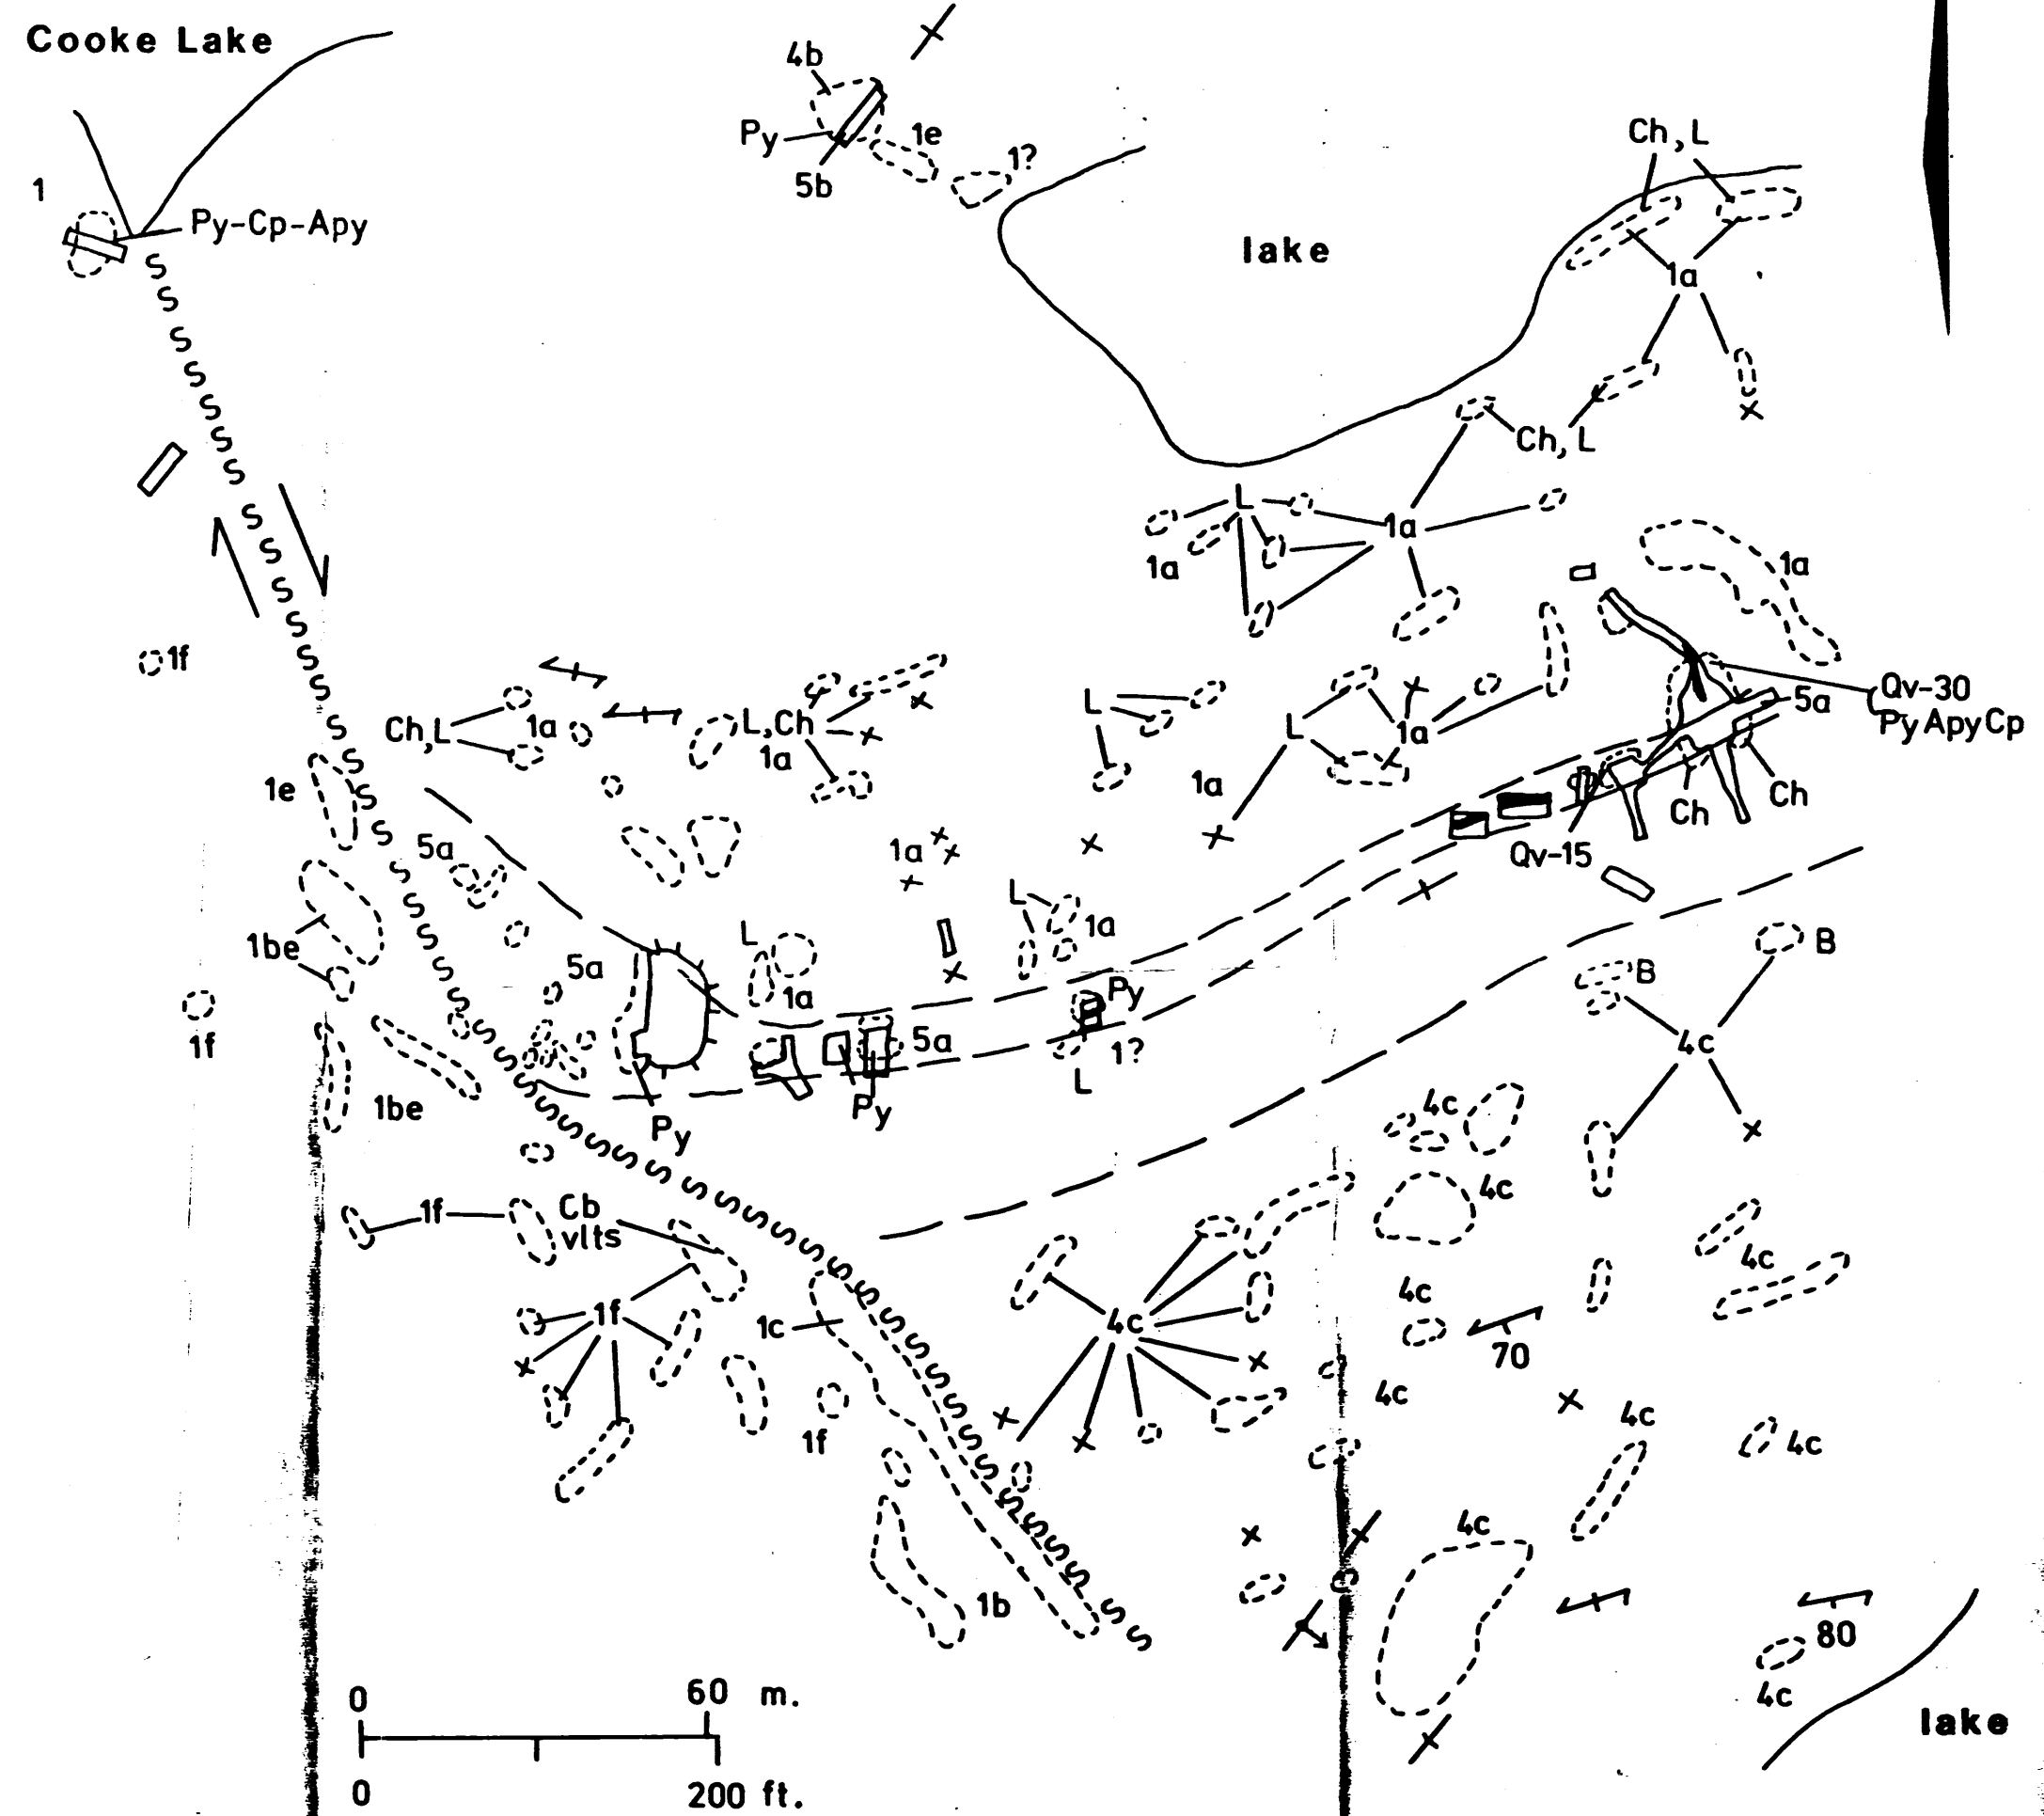 Cooke Lake
4b
Py
1e
5b
1?
Ch, L
1
Py-Cp-Apy
lake
1a
Ch, L
L
1a
1a
1a
1f
Qv-30
5a
Py Apy Cp
Ch, L
1a
L, Ch
1a
L
L
1a
1a
1e
Ch
Ch
5a
1a
Qv-15
L
1be
L
1a
B
5a
B
1a
Py
1f
5a
1?
4c
L
1be
Py
4c
Py
4c
1f
Cb
vlts
4c
4c
1f
1c
4c
70
4c
4c
4c
1f
4c
1b
80
4c
0
60 m.
lake
0
200 ft.